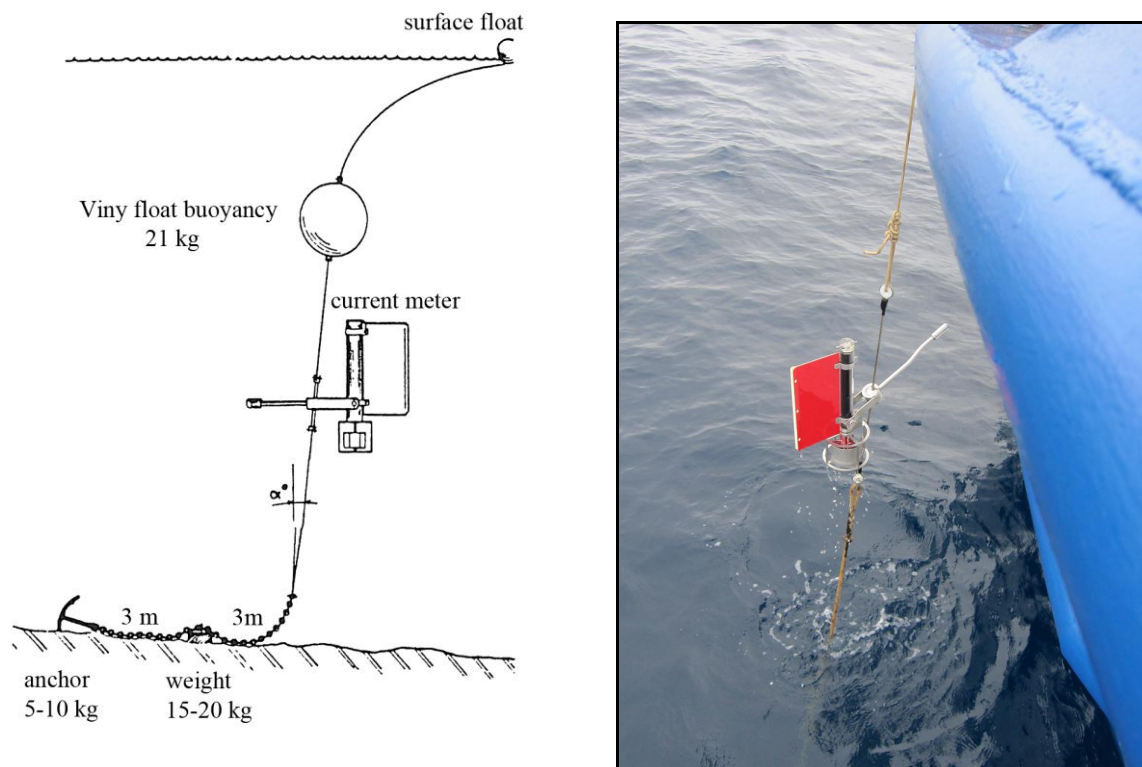 surface float
Viny float buoyancy
21 kg
current meter
α°
3 m
3m
anchor
5-10 kg
weight
15-20 kg